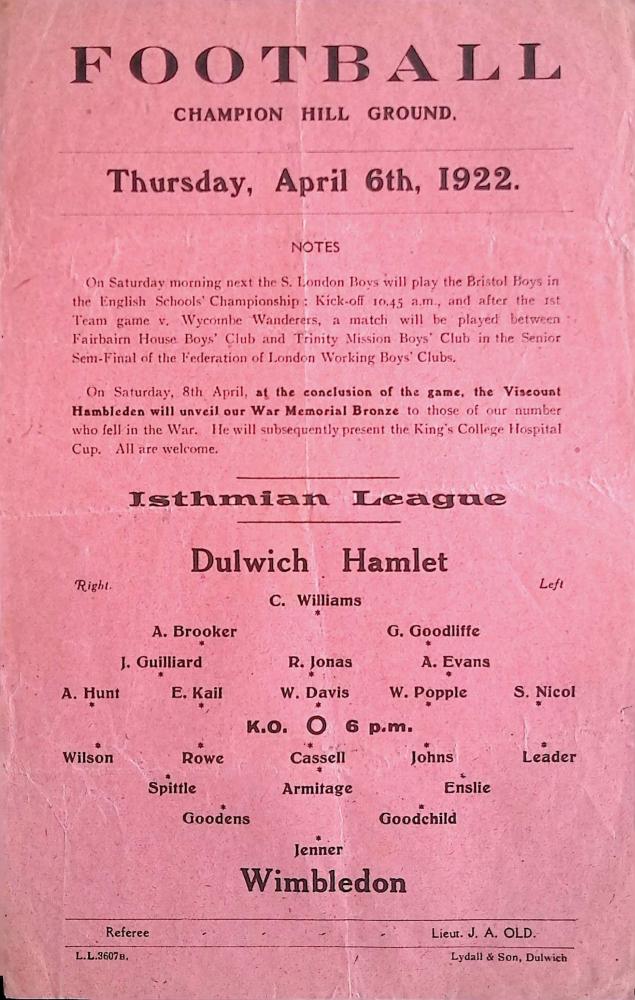 FOOTBALL
CHAMPION HILL GROUND.
Thursday, April 6th, 1922.
NOTES
On Saturday morning next the S. London Boys will play the Bristol Boys in
the English Schools' Championship : Kick-off 10.45 a.m., and after the 1st
Team game v. Wycombe Wanderers, a match will be played between
Fairbairn House Boys' Club and Trinity Mission Boys' Club in the Senior
Semi-Final of the Federation of London Working Boys' Clubs.
On Saturday, 8th April, at the conclusion of the game, the Viscount
Hambleden will unveil our War Memorial Bronze to those of our number
who fell in the War. He will subsequently present the King's College Hospital
Cup. All are welcome.
Isthmian League
Dulwich Hamlet
Right. Left
C. Williams
A. Brooker G. Goodliffe
J. Guilliard R. Jonas A. Evans
A. Hunt E. Kail W. Davis W. Popple S. Nicol
K.O. O 6 p.m.
Wilson Rowe Cassell Johns Leader
Spittle Armitage Enslie
Goodens Goodchild
Jenner
Wimbledon
Referee - - - - Lieut. J. A. OLD.
L.L.3607B. Lydall & Son, Dulwich